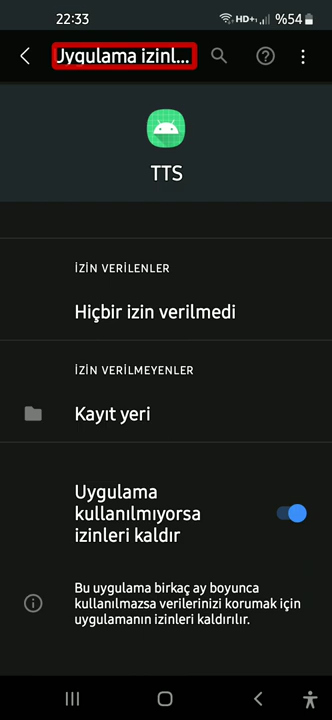 22:33
HD+ %54
Uygulama izinl...
TTS
İZİN VERİLENLER
Hiçbir izin verilmedi
İZİN VERİLMEYENLER
Kayıt yeri
Uygulama
kullanılmıyorsa
izinleri kaldır
Bu uygulama birkaç ay boyunca
kullanılmazsa verilerinizi korumak için
uygulamanın izinleri kaldırılır.